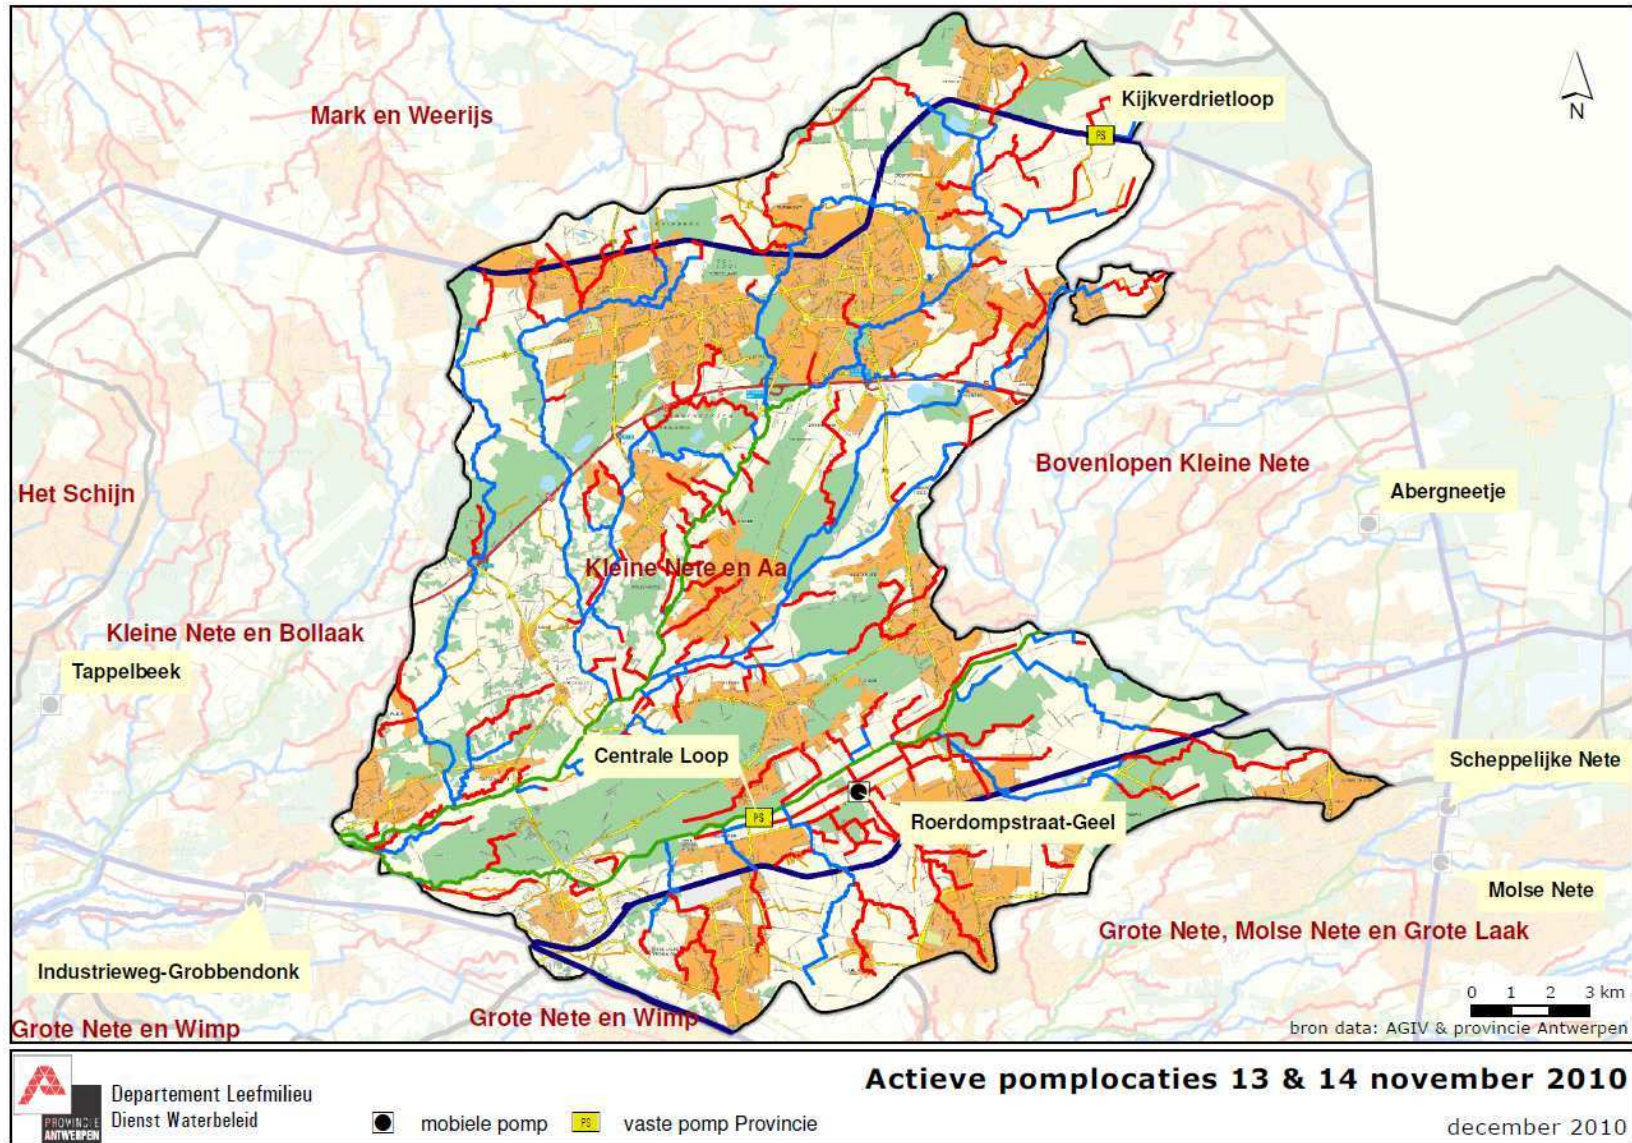 Kijkverdrietloop
PS
N
Mark en Weerijs
Bovenlopen Kleine Nete
Het Schijn
Abergneetje
Kleine Nete en Aa
Kleine Nete en Bollaak
Tappelbeek
Centrale Loop
Scheppelijke Nete
PS
Roerdompstraat-Geel
Molse Nete
Grote Nete, Molse Nete en Grote Laak
Industrieweg-Grobbendonk
Grote Nete en Wimp
Grote Nete en Wimp
0 1 2 3 km
bron data: AGIV & provincie Antwerpen
PROVINCIE
ANTWERPEN
Departement Leefmilieu
Dienst Waterbeleid
mobiele pomp
PS vaste pomp Provincie
Actieve pomplocaties 13 & 14 november 2010
december 2010